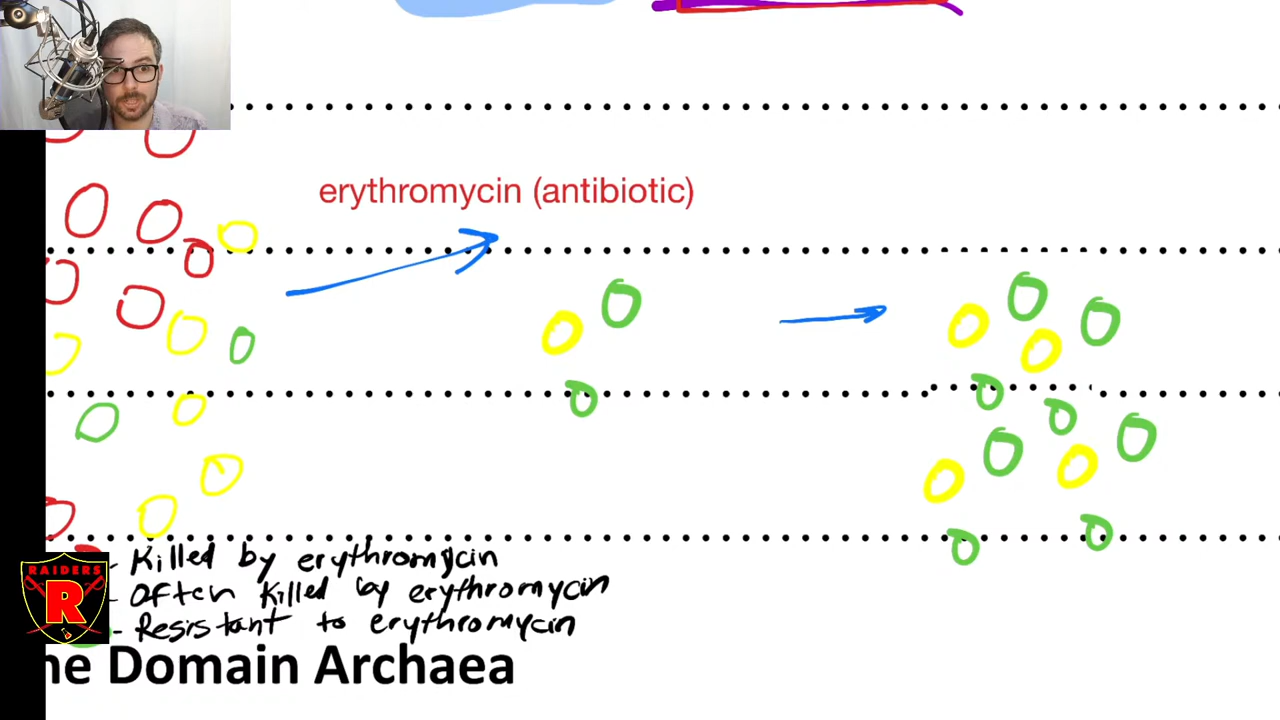 erythromycin (antibiotic)
- Killed by erythromycin
- Often killed by erythromycin
RAIDERS
R
- Resistant to erythromycin
he Domain Archaea